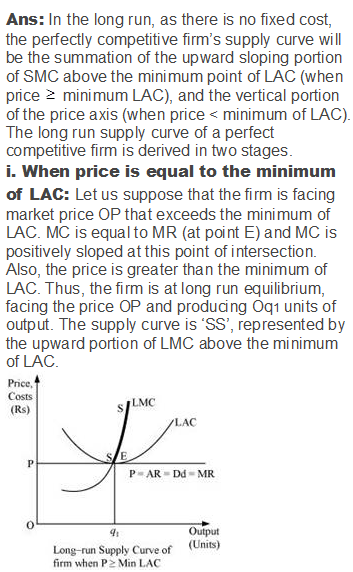 Ans: In the long run, as there is no fixed cost,
the perfectly competitive firm's supply curve will
be the summation of the upward sloping portion
of SMC above the minimum point of LAC (when
price ≥ minimum LAC), and the vertical portion
of the price axis (when price < minimum of LAC).
The long run supply curve of a perfect
competitive firm is derived in two stages.
i. When price is equal to the minimum
of LAC: Let us suppose that the firm is facing
market price OP that exceeds the minimum of
LAC. MC is equal to MR (at point E) and MC is
positively sloped at this point of intersection.
Also, the price is greater than the minimum of
LAC. Thus, the firm is at long run equilibrium,
facing the price OP and producing Oq1 units of
output. The supply curve is 'SS', represented by
the upward portion of LMC above the minimum
of LAC.
Price,
Costs
(Rs)
S LMC
LAC
P
S E
P = AR = Dd = MR
O
q1
Output
(Units)
Long-run Supply Curve of
firm when P ≥ Min LAC